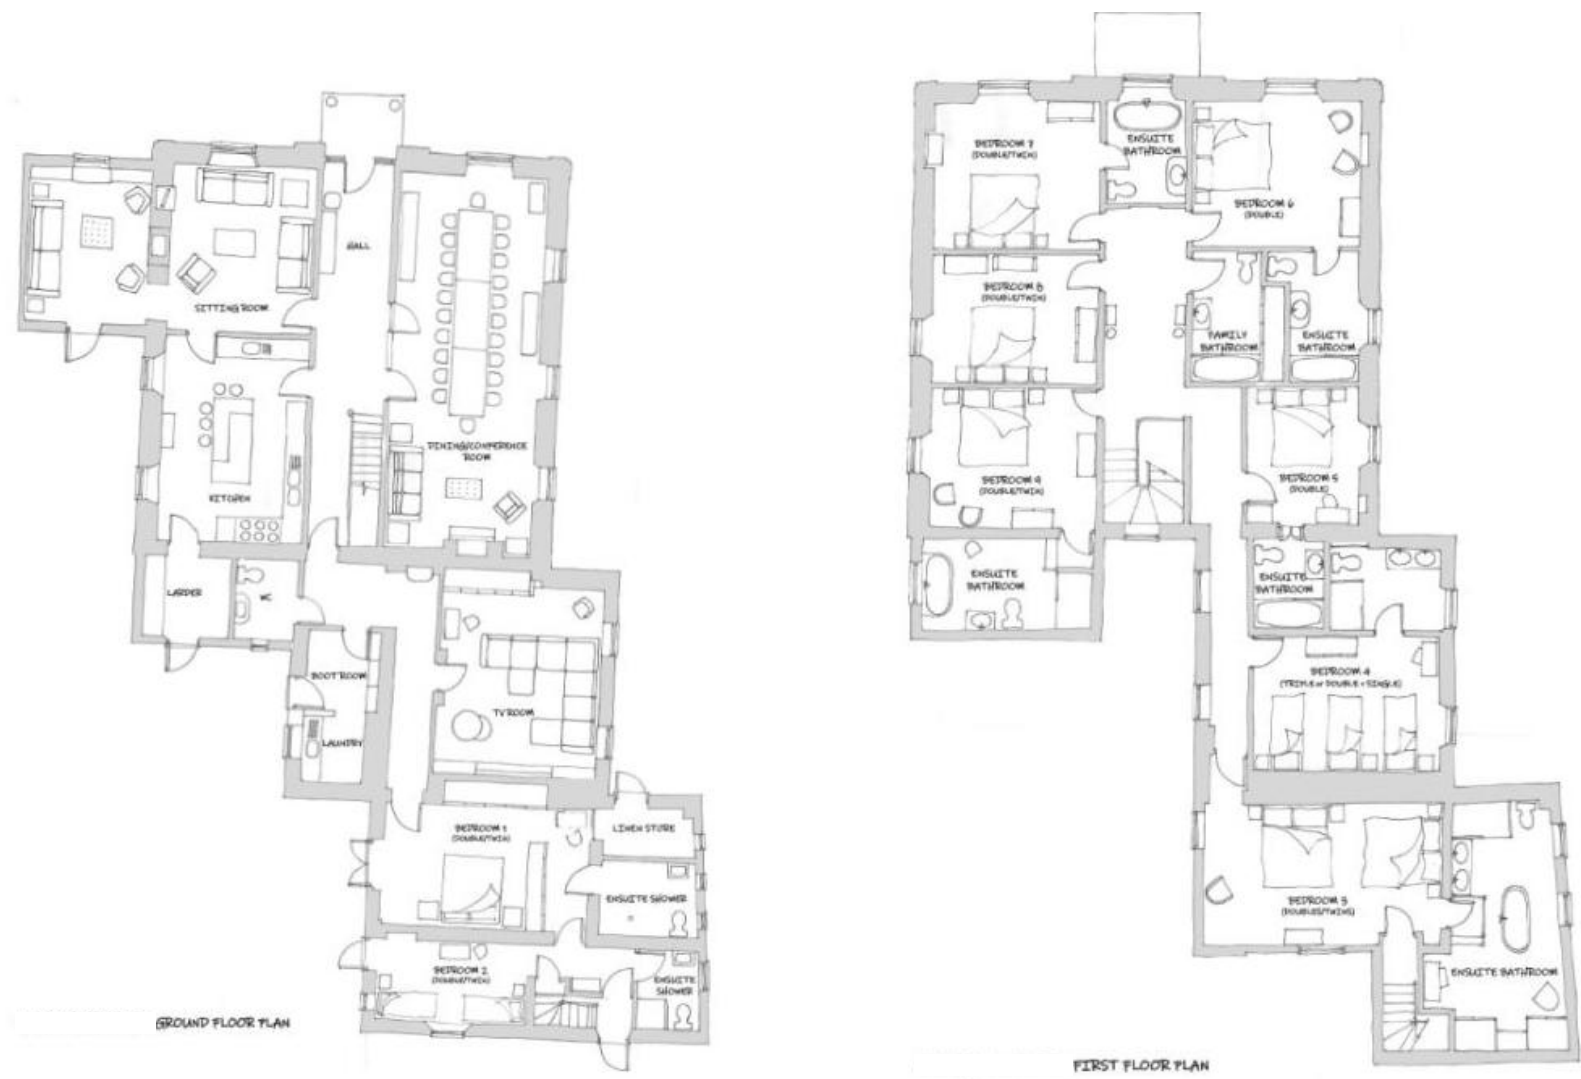 HALL
SITTING ROOM
DINING/CONFERENCE
ROOM
KITCHEN
LARDER
WC
BOOT ROOM
LAUNDRY
TV ROOM
BEDROOM 1
(DOUBLE/TWIN)
LINEN STORE
ENSUITE SHOWER
BEDROOM 2
(DOUBLE/TWIN)
ENSUITE
SHOWER
GROUND FLOOR PLAN
BEDROOM 7
(DOUBLE/TWIN)
ENSUITE
BATHROOM
BEDROOM 6
(DOUBLE)
BEDROOM 8
(DOUBLE/TWIN)
FAMILY
BATHROOM
ENSUITE
BATHROOM
BEDROOM 9
(DOUBLE/TWIN)
BEDROOM 5
(DOUBLE)
ENSUITE
BATHROOM
ENSUITE
BATHROOM
BEDROOM 4
(TRIPLE or DOUBLE + SINGLE)
BEDROOM 3
(DOUBLES/TWINS)
ENSUITE BATHROOM
FIRST FLOOR PLAN